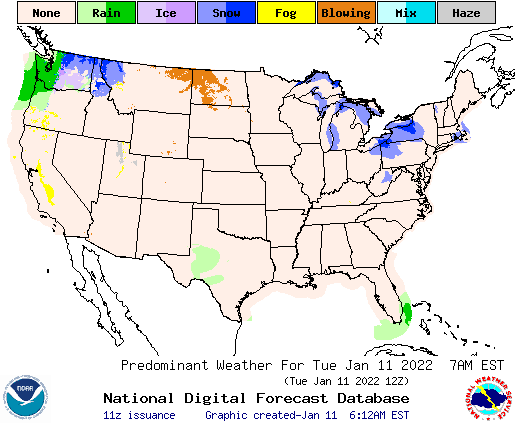 None Rain Ice Snow Fog Blowing Mix Haze
Predominant Weather For Tue Jan 11 2022 7AM EST
(Tue Jan 11 2022 12Z)
National Digital Forecast Database
11z issuance Graphic created-Jan 11 6:12AM EST
NOAA
NATIONAL WEATHER SERVICE